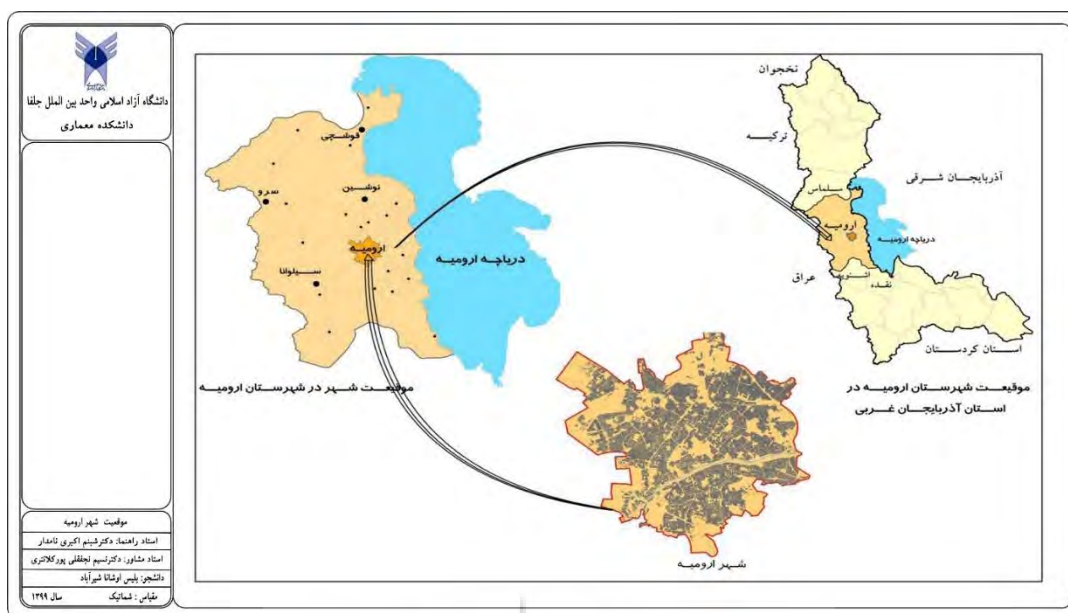 دانشگاه آزاد اسلامی واحد بین الملل جلفا
دانشکده معماری
موقعیت شهر ارومیه
استاد راهنما: دکترشبنم اکبری نامدار
استاد مشاور: دکترنسیم نجفقلی پورکلانتری
دانشجو: بلیس اوشانا شیرآباد
مقیاس : شماتیک
سال ۱۳۹۹
قوشچی
سرو
نوشین
ارومیه
سیلوانا
دریاچه ارومیه
موقیعت شهر در شهرستان ارومیه
نخجوان
ترکیه
آذربایجان شرقی
سلماس
ارومیه
دریاچه ارومیه
عراق
اشنویه
نقده
استان کردستان
موقیعت شهرستان ارومیه در
استان آذربایجان غربی
شهر ارومیه